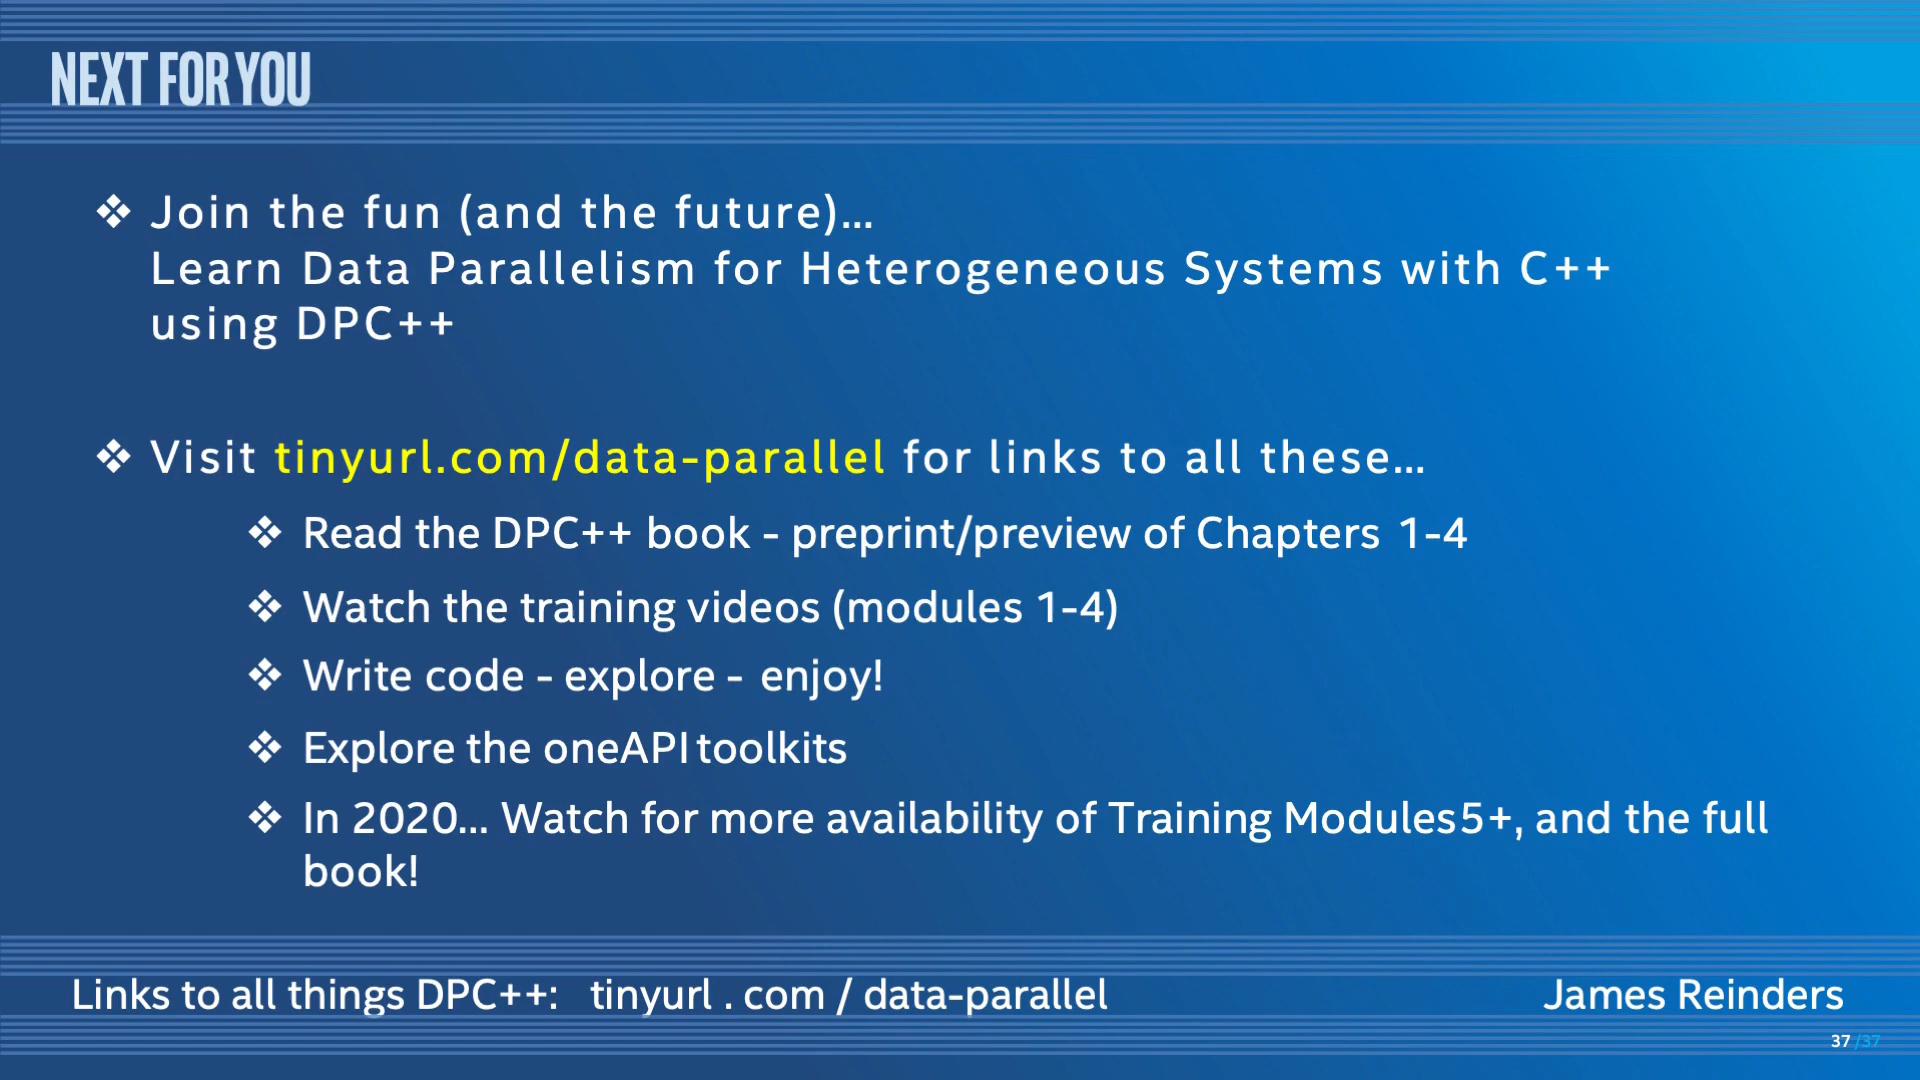 NEXT FOR YOU
❖ Join the fun (and the future)…
Learn Data Parallelism for Heterogeneous Systems with C++
using DPC++
❖ Visit tinyurl.com/data-parallel for links to all these…
❖ Read the DPC++ book - preprint/preview of Chapters 1-4
❖ Watch the training videos (modules 1-4)
❖ Write code - explore - enjoy!
❖ Explore the oneAPI toolkits
❖ In 2020… Watch for more availability of Training Modules 5+, and the full
book!
Links to all things DPC++: tinyurl . com / data-parallel
James Reinders
37 /37